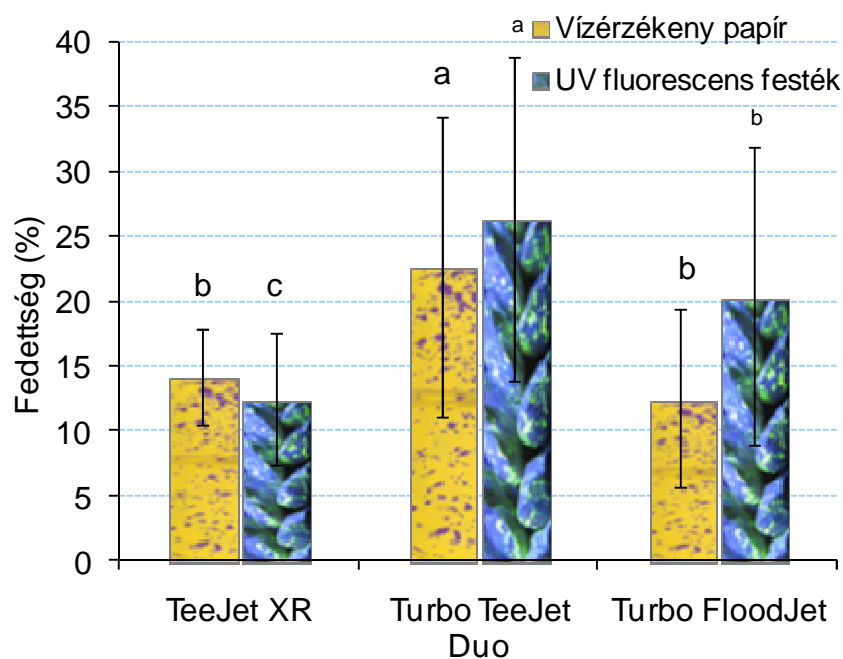 a Vízérzékeny papír
UV fluorescens festék
40
35
30
25
20
15
10
5
0
Fedettség (%)
b
c
a
b
b
TeeJet XR
Turbo TeeJet
Duo
Turbo FloodJet